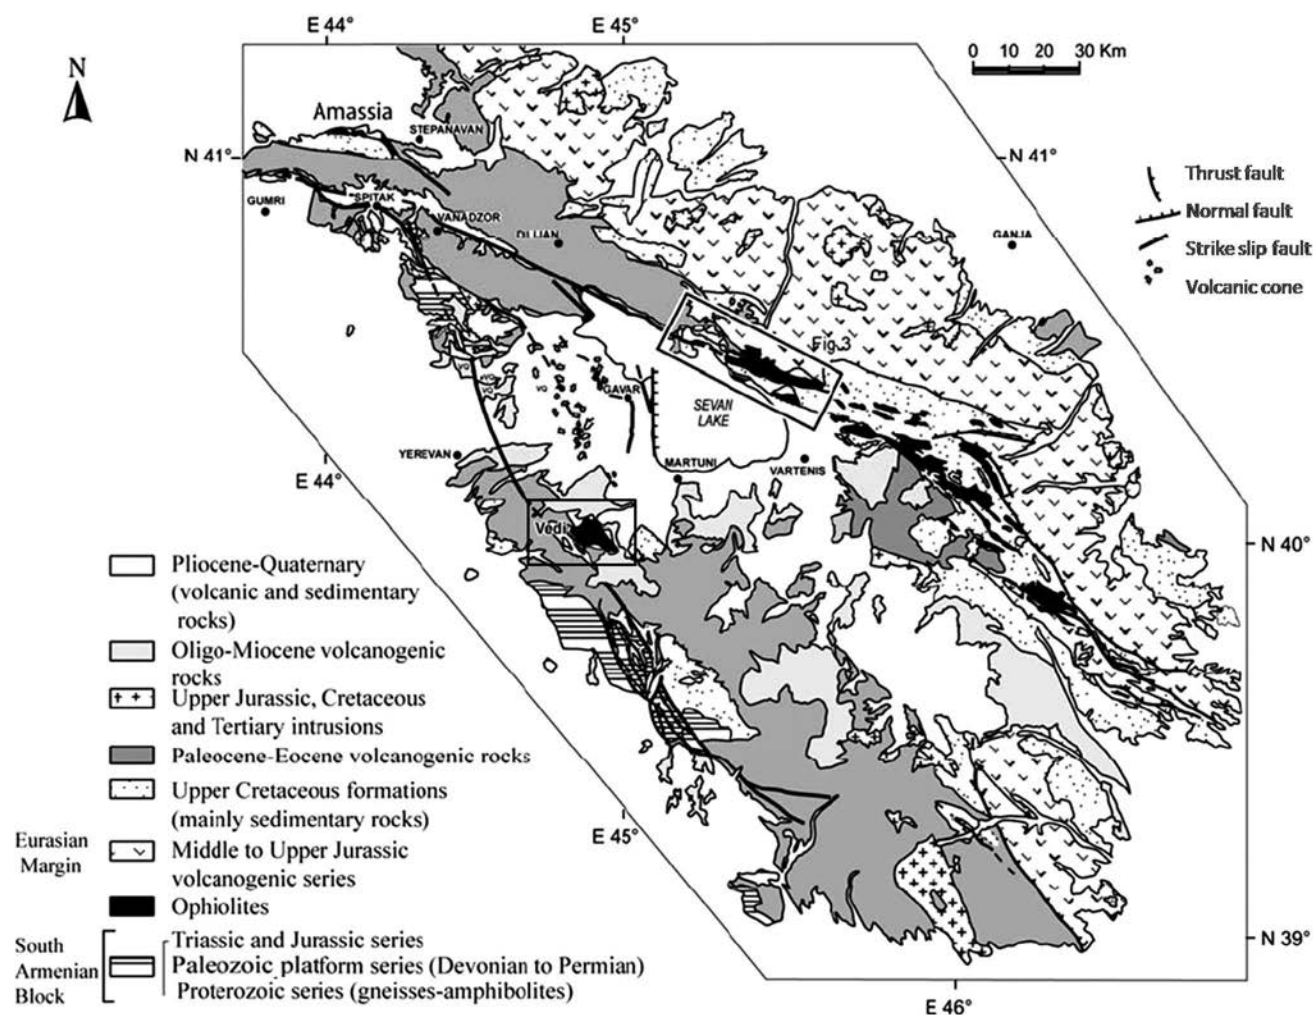 E 44°
E 45°
0 10 20 30 Km
N
Amassia
STEPANAVAN
N 41°
N 41°
Thrust fault
GUMRI
SPITAK
Normal fault
VANADZOR
DILIJAN
GANJA
Strike slip fault
Volcanic cone
Fig.3
GAVAR
SEVAN
LAKE
YEREVAN
MARTUNI
VARTENIS
E 44°
Vedi
N 40°
Pliocene-Quaternary
(volcanic and sedimentary
rocks)
Oligo-Miocene volcanogenic
rocks
Upper Jurassic, Cretaceous
and Tertiary intrusions
Paleocene-Eocene volcanogenic rocks
Upper Cretaceous formations
(mainly sedimentary rocks)
E 45°
Eurasian
Margin
Middle to Upper Jurassic
volcanogenic series
Ophiolites
South
Armenian
Block
Triassic and Jurassic series
Paleozoic platform series (Devonian to Permian)
Proterozoic series (gneisses-amphibolites)
N 39°
E 46°